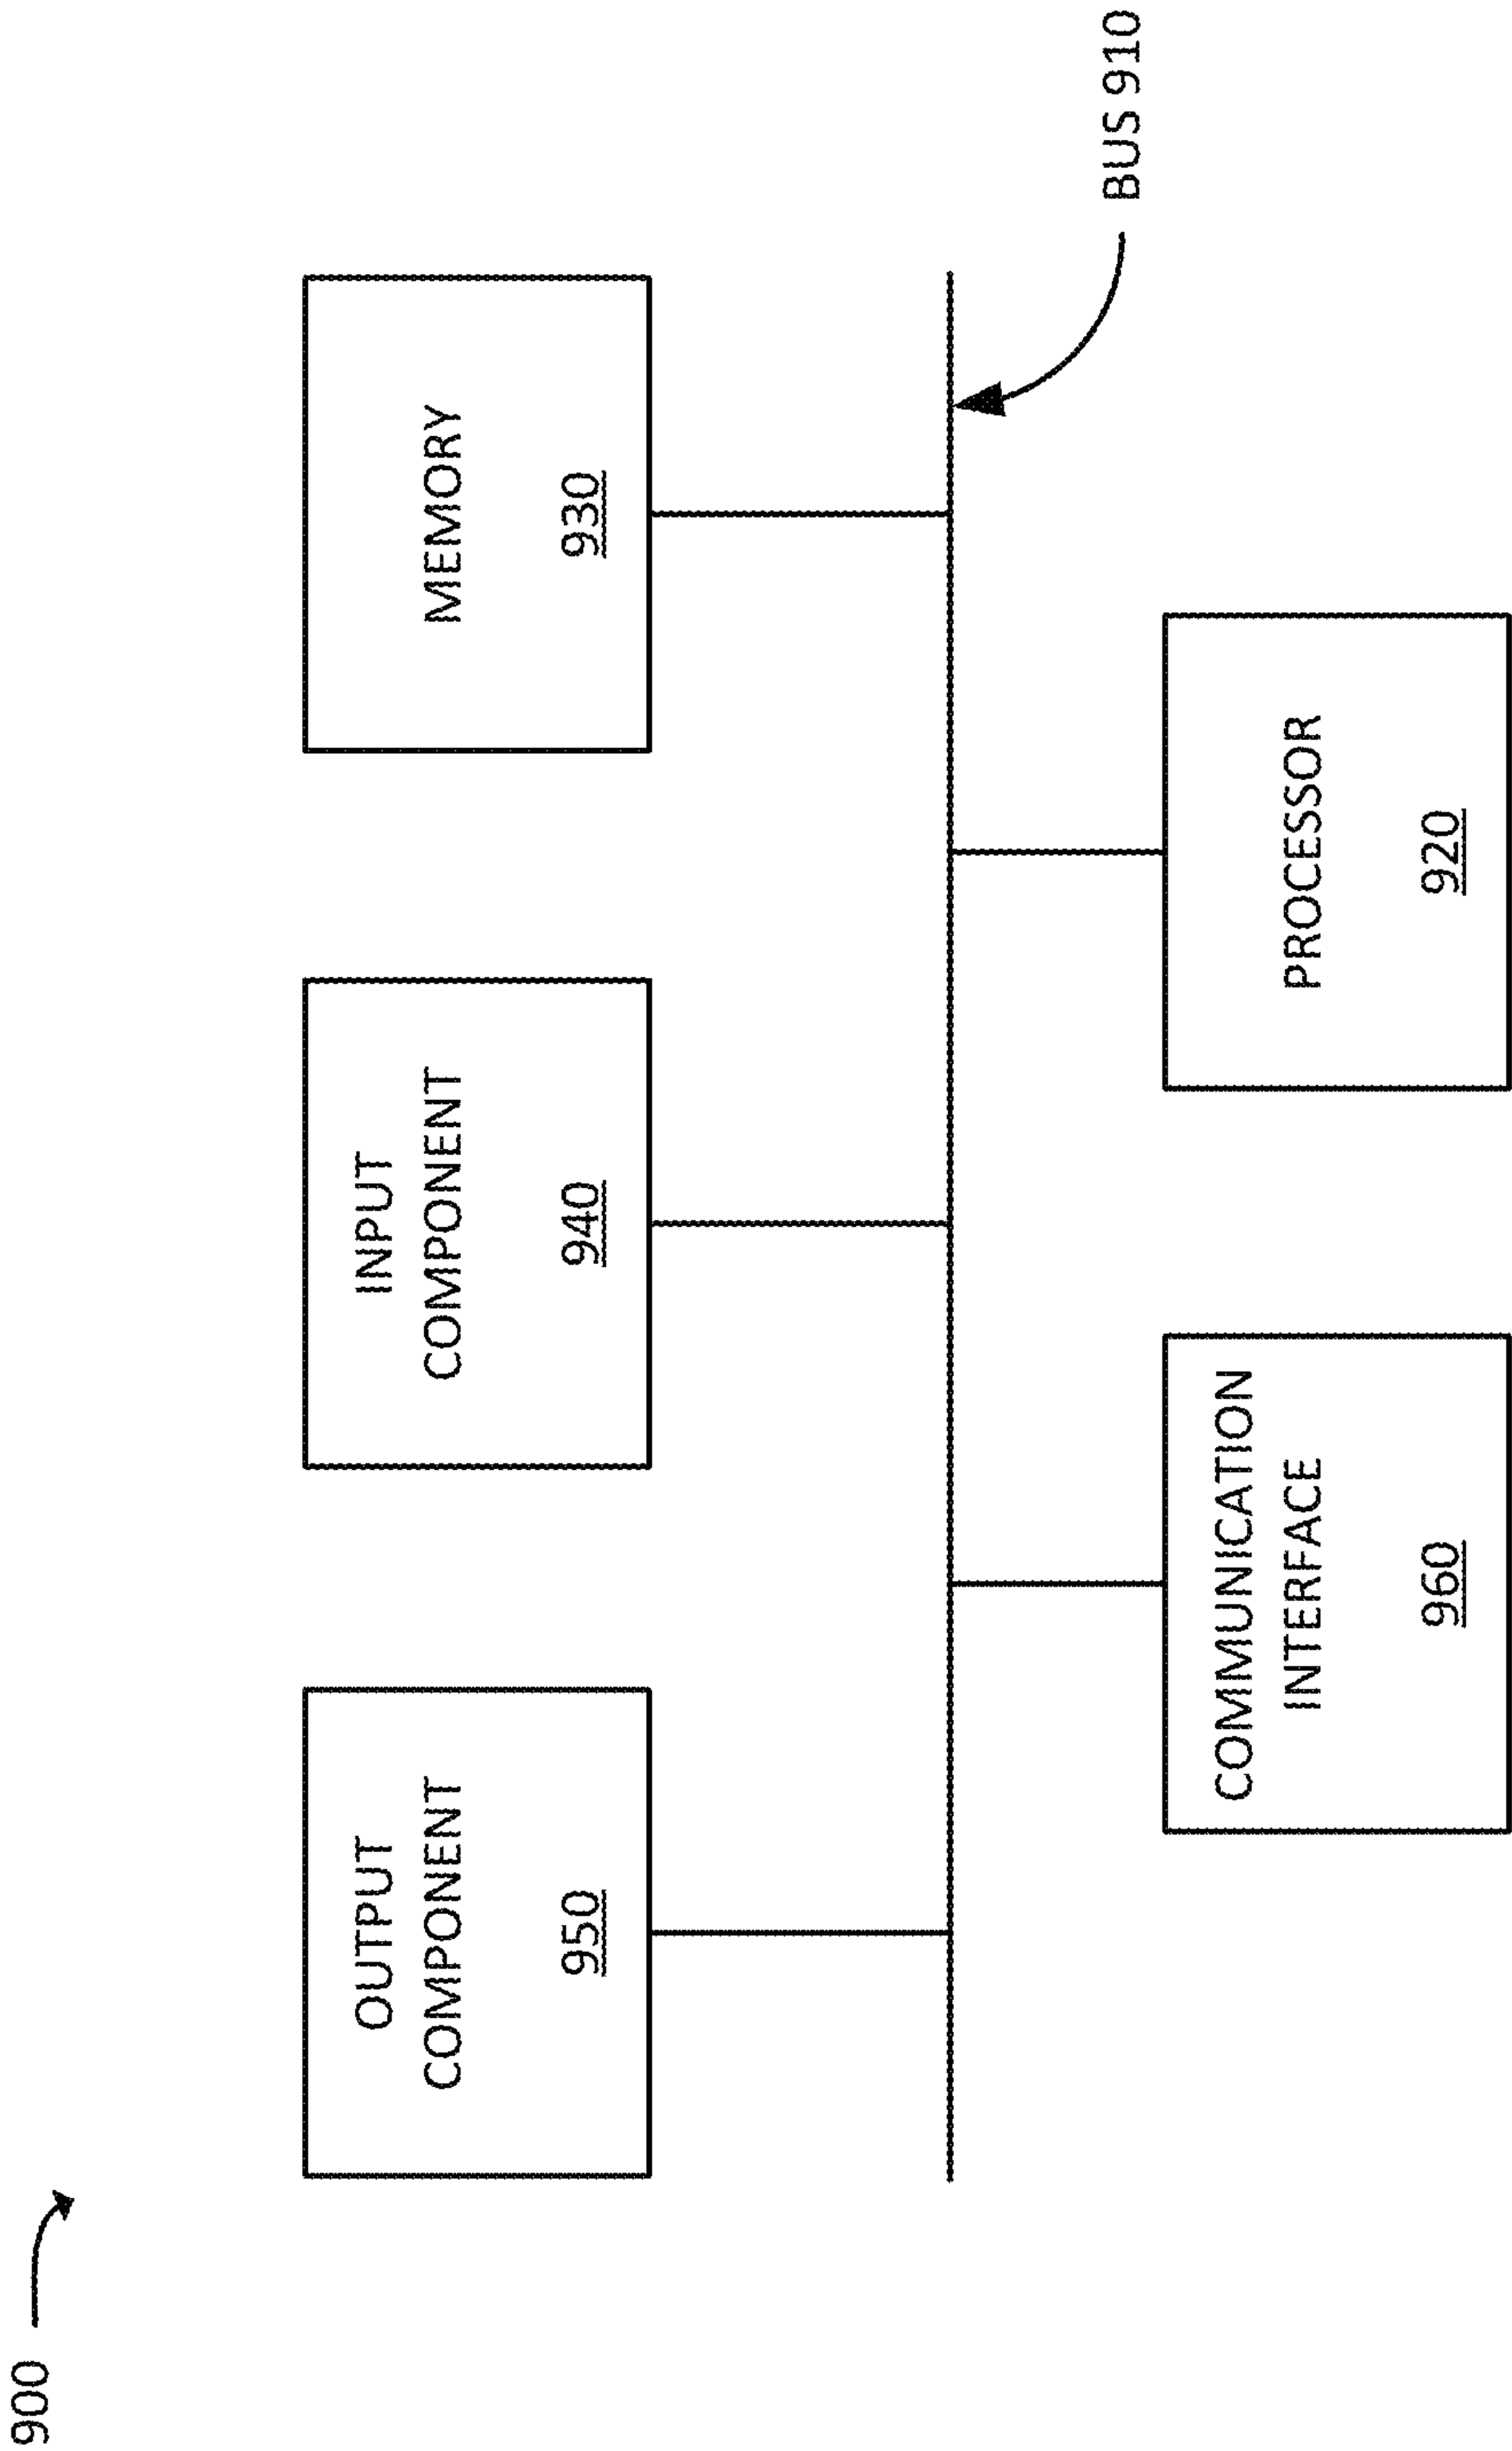 900
OUTPUT
COMPONENT
950
INPUT
COMPONENT
940
MEMORY
930
COMMUNICATION
INTERFACE
960
PROCESSOR
920
BUS 910